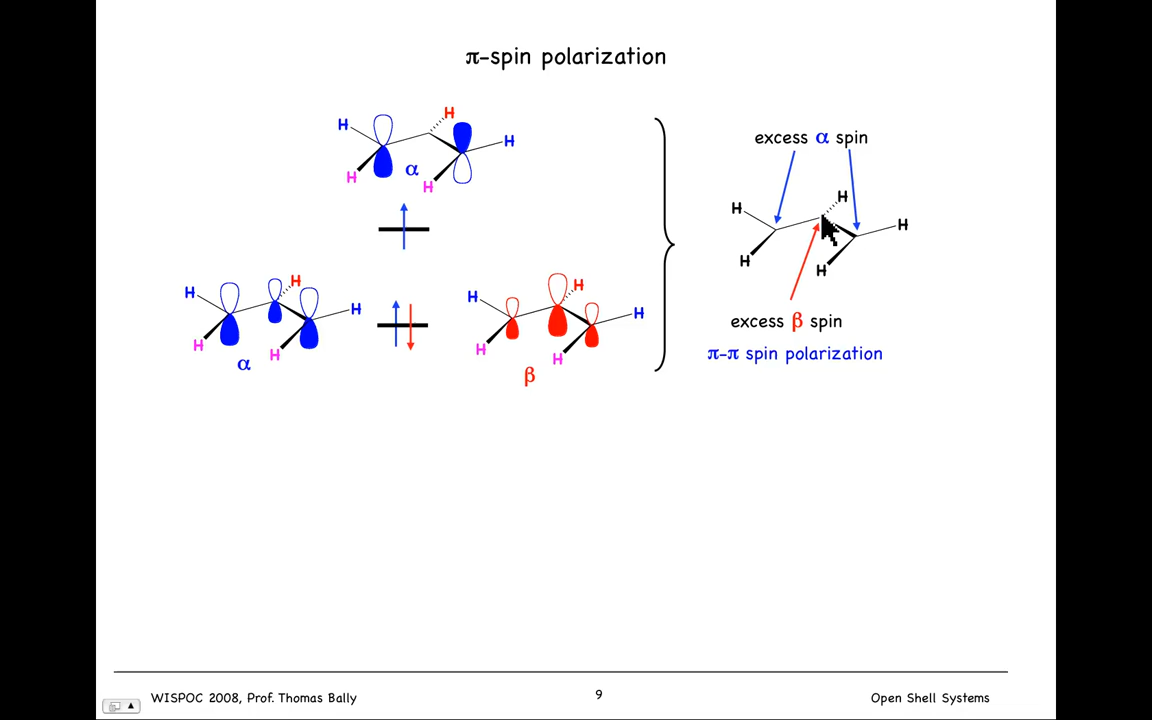 π-spin polarization
H
H
H
H
α
H
excess α spin
H
H
H
H
H
H
H
H
H
H
α
H
H
H
H
H
β
excess β spin
π-π spin polarization
WISPOC 2008, Prof. Thomas Bally
9
Open Shell Systems